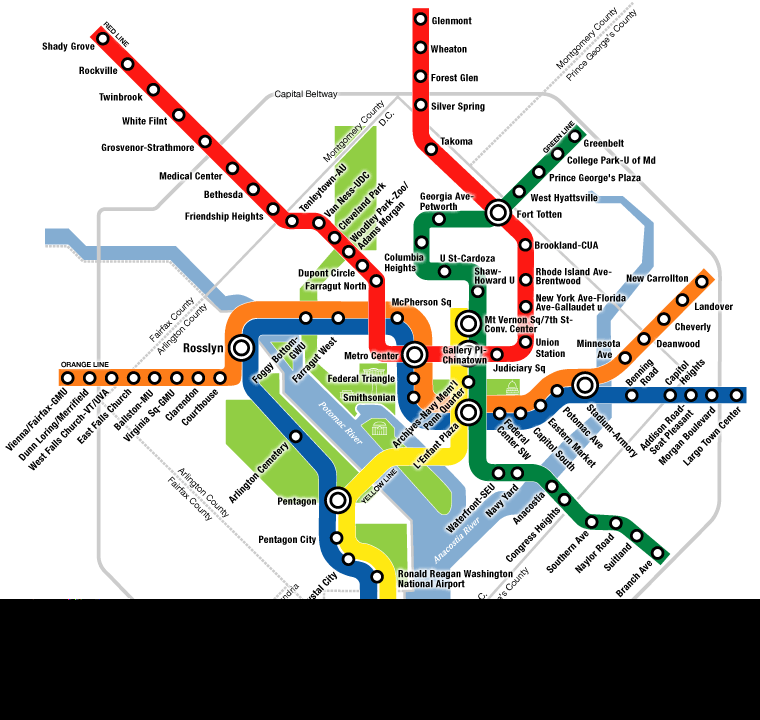 RED LINE
Shady Grove
Rockville
Twinbrook
White Filnt
Grosvenor-Strathmore
Medical Center
Bethesda
Friendship Heights
Tenleytown-AU
Van Ness-UDC
Cleveland Park
Woodley Park-Zoo/
Adams Morgan
Dupont Circle
Farragut North
Glenmont
Wheaton
Forest Glen
Silver Spring
Takoma
Capital Beltway
Montgomery County
D.C.
Montgomery County
Prince George's County
GREEN LINE
Greenbelt
College Park-U of Md
Prince George's Plaza
West Hyattsville
Fort Totten
Georgia Ave-
Petworth
Columbia
Heights
U St-Cardoza
Shaw-
Howard U
Brookland-CUA
Rhode Island Ave-
Brentwood
New York Ave-Florida
Ave-Gallaudet u
Union
Station
Judiciary Sq
Mt Vernon Sq/7th St-
Conv. Center
Gallery Pl-
Chinatown
McPherson Sq
Metro Center
Federal Triangle
Smithsonian
Archives-Navy Mem'l
Penn Quarter
L'Enfant Plaza
New Carrollton
Landover
Cheverly
Deanwood
Minnesota
Ave
Benning
Road
Capitol
Heights
Addison Road-
Seat Pleasant
Morgan Boulevard
Largo Town Center
Stadium-Armory
Potomac Ave
Eastern Market
Capitol South
Federal
Center SW
Fairfax County
Arlington County
Rosslyn
ORANGE LINE
Vienna/Fairfax-GMU
Dunn Loring/Merrifield
West Falls Church-VT/UVA
East Falls Church
Ballston-MU
Virginia Sq-GMU
Clarendon
Courthouse
Foggy Bottom-
GWU
Farragut West
Potomac River
Arlington Cemetery
Arlington County
Fairfax County
Pentagon
YELLOW LINE
Pentagon City
stal City
Ronald Reagan Washington
National Airport
Waterfront-SEU
Navy Yard
Anacostia
Anacostia River
Congress Heights
Southern Ave
Naylor Road
Suitland
Branch Ave
ndria
C.
e's County